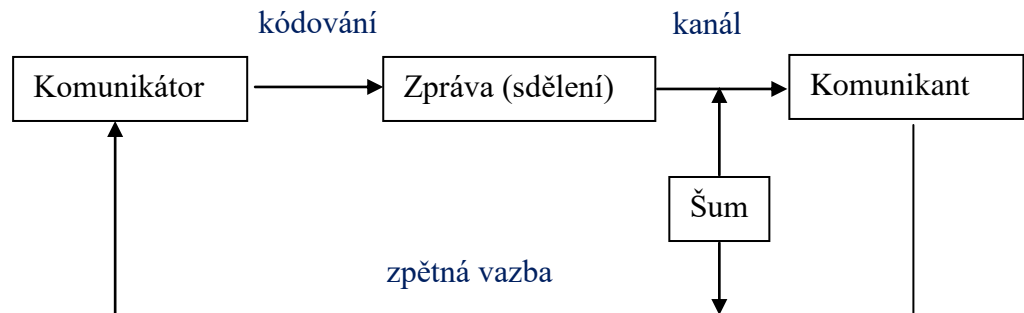 kódování
kanál
Komunikátor
Zpráva (sdělení)
Komunikant
Šum
zpětná vazba